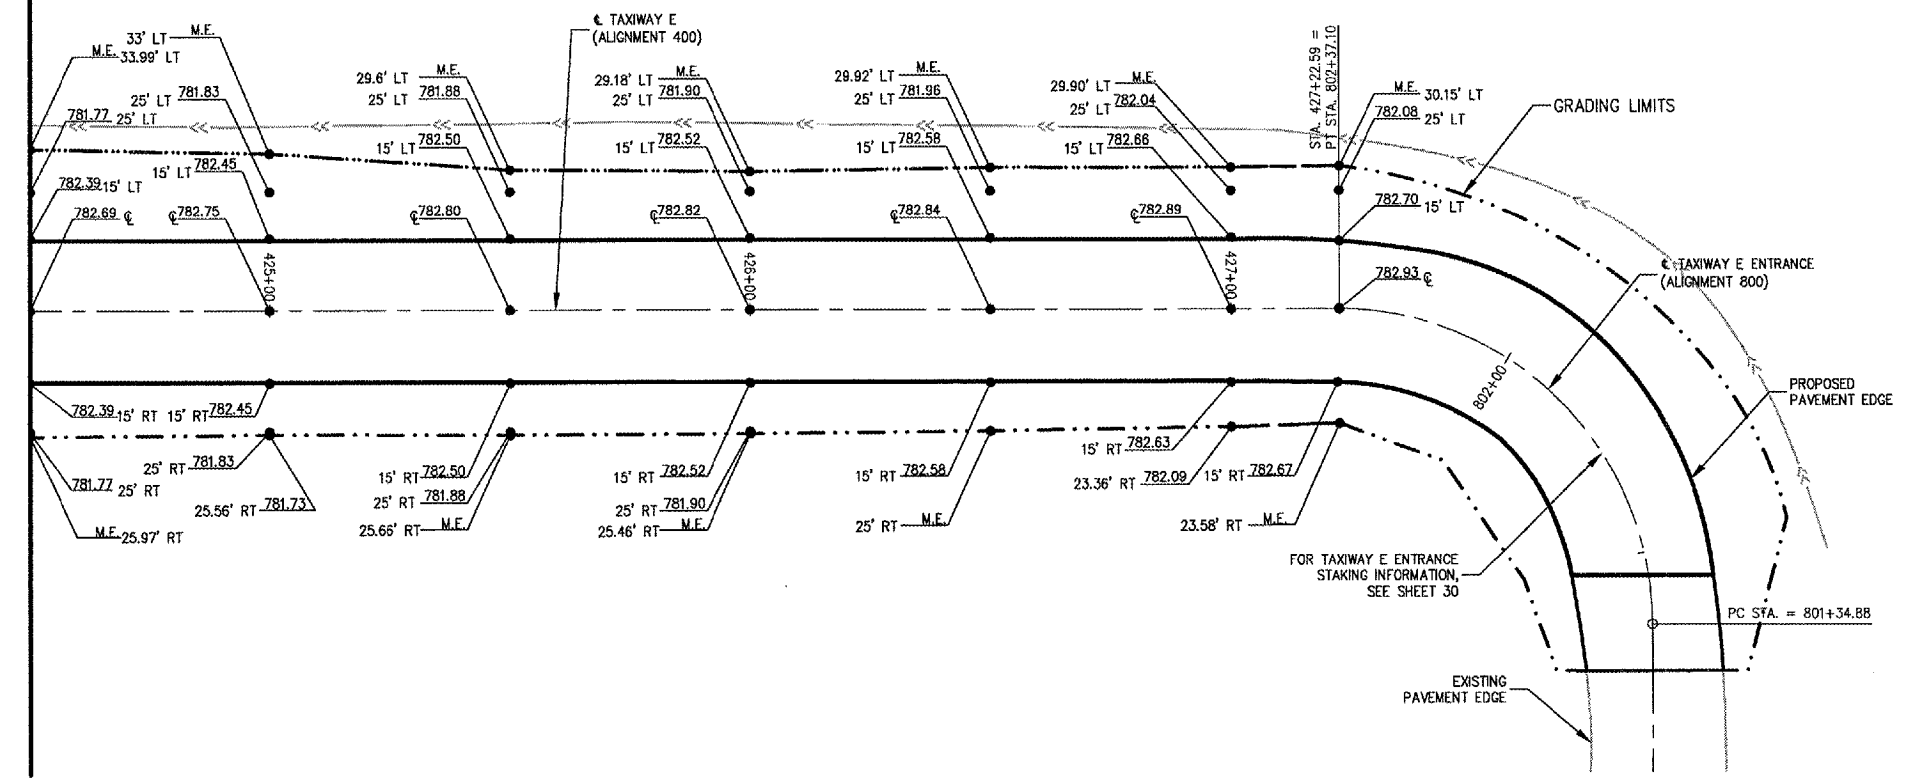 ℄ TAXIWAY E
(ALIGNMENT 400)
STA. 427+22.59 =
PT STA. 802+37.10
33' LT M.E.
M.E. 33.99' LT
25' LT 781.83
781.77 25' LT
15' LT 782.45
782.39 15' LT
782.69 ℄
℄ 782.75
425+00
29.6' LT M.E.
25' LT 781.88
15' LT 782.50
℄ 782.80
29.18' LT M.E.
25' LT 781.90
15' LT 782.52
℄ 782.82
426+00
29.92' LT M.E.
25' LT 781.96
15' LT 782.58
℄ 782.84
29.90' LT M.E.
25' LT 782.04
15' LT 782.66
℄ 782.89
427+00
M.E. 30.15' LT
782.08 25' LT
782.70 15' LT
782.93 ℄
GRADING LIMITS
℄ TAXIWAY E ENTRANCE
(ALIGNMENT 800)
802+00
PROPOSED
PAVEMENT EDGE
782.39 15' RT
15' RT 782.45
781.77 25' RT
25' RT 781.83
25.56' RT 781.73
M.E. 25.97' RT
15' RT 782.50
25' RT 781.88
25.66' RT M.E.
15' RT 782.52
25' RT 781.90
25.46' RT M.E.
15' RT 782.58
25' RT M.E.
15' RT 782.63
23.36' RT 782.09
15' RT 782.67
23.58' RT M.E.
FOR TAXIWAY E ENTRANCE
STAKING INFORMATION,
SEE SHEET 30
PC STA. = 801+34.88
EXISTING
PAVEMENT EDGE